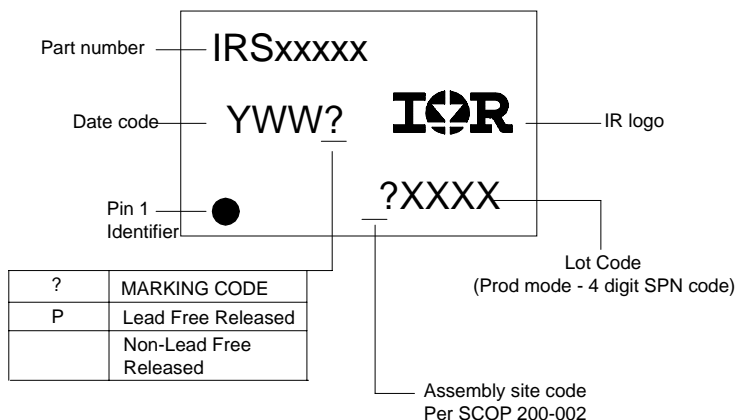 Part number
IRSxxxxx
Date code
YWW?
IOR
IR logo
?XXXX
Pin 1
Identifier
Lot Code
(Prod mode - 4 digit SPN code)
? MARKING CODE
P Lead Free Released
Non-Lead Free
Released
Assembly site code
Per SCOP 200-002